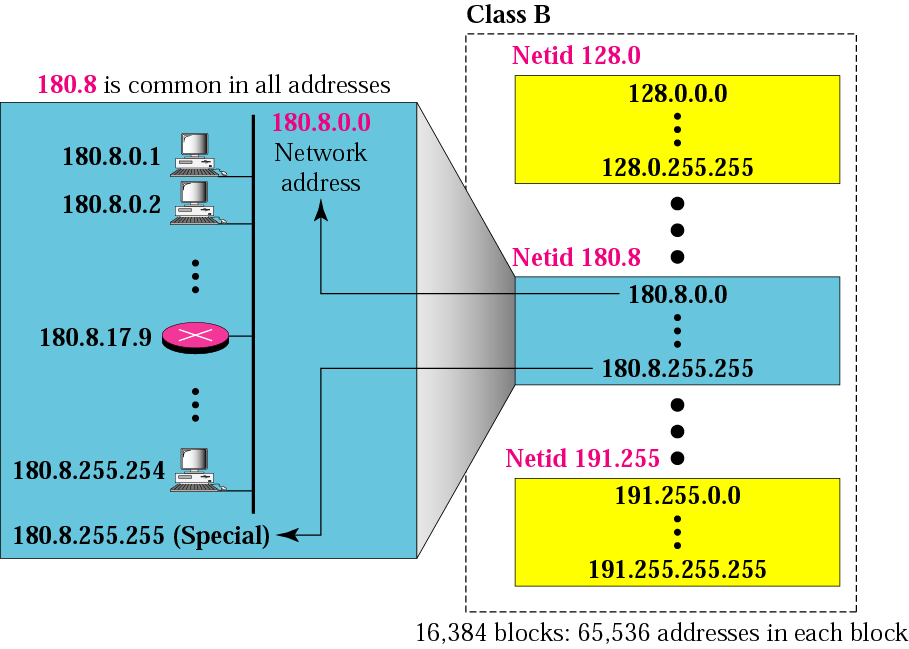 Class B
Netid 128.0
128.0.0.0
128.0.255.255
Netid 180.8
180.8.0.0
180.8.255.255
Netid 191.255
191.255.0.0
191.255.255.255
16,384 blocks: 65,536 addresses in each block
180.8 is common in all addresses
180.8.0.0
Network
address
180.8.0.1
180.8.0.2
180.8.17.9
180.8.255.254
180.8.255.255 (Special)